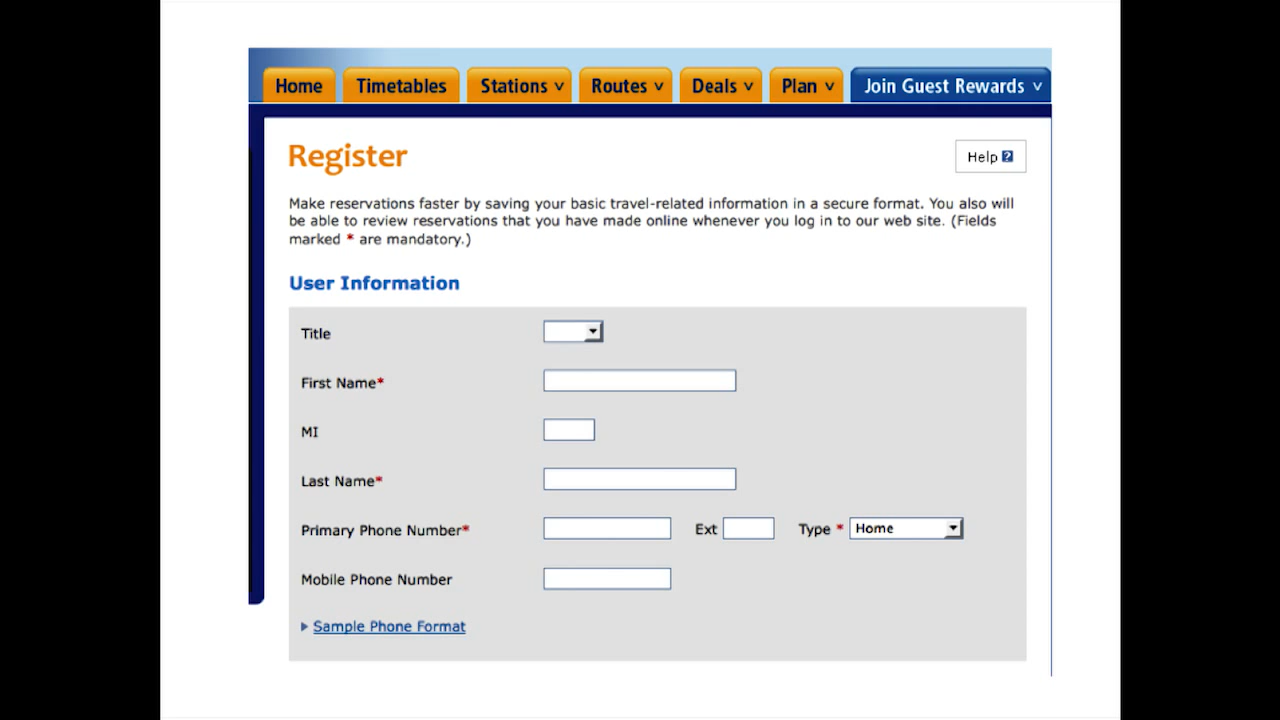 Home Timetables Stations v Routes v Deals v Plan v Join Guest Rewards v
Register
Help ?
Make reservations faster by saving your basic travel-related information in a secure format. You also will
be able to review reservations that you have made online whenever you log in to our web site. (Fields
marked * are mandatory.)
User Information
Title
First Name*
MI
Last Name*
Primary Phone Number* Ext Type * Home
Mobile Phone Number
Sample Phone Format